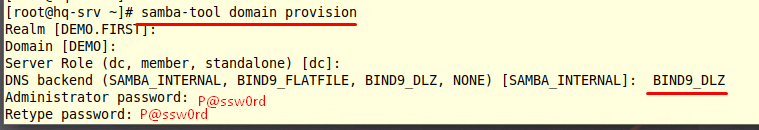 [root@hq-srv ~]# samba-tool domain provision
Realm [DEMO.FIRST]:
Domain [DEMO]:
Server Role (dc, member, standalone) [dc]:
DNS backend (SAMBA_INTERNAL, BIND9_FLATFILE, BIND9_DLZ, NONE) [SAMBA_INTERNAL]: BIND9_DLZ
Administrator password: P@ssw0rd
Retype password: P@ssw0rd